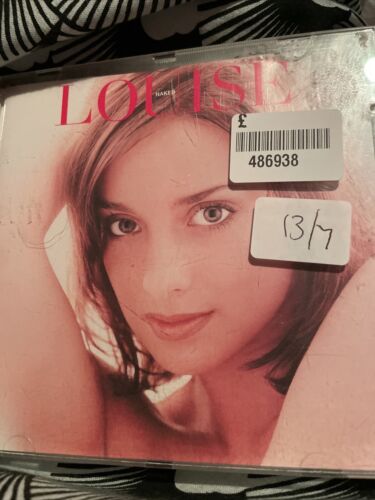 LOUISE
NAKED
£
486938
13/7